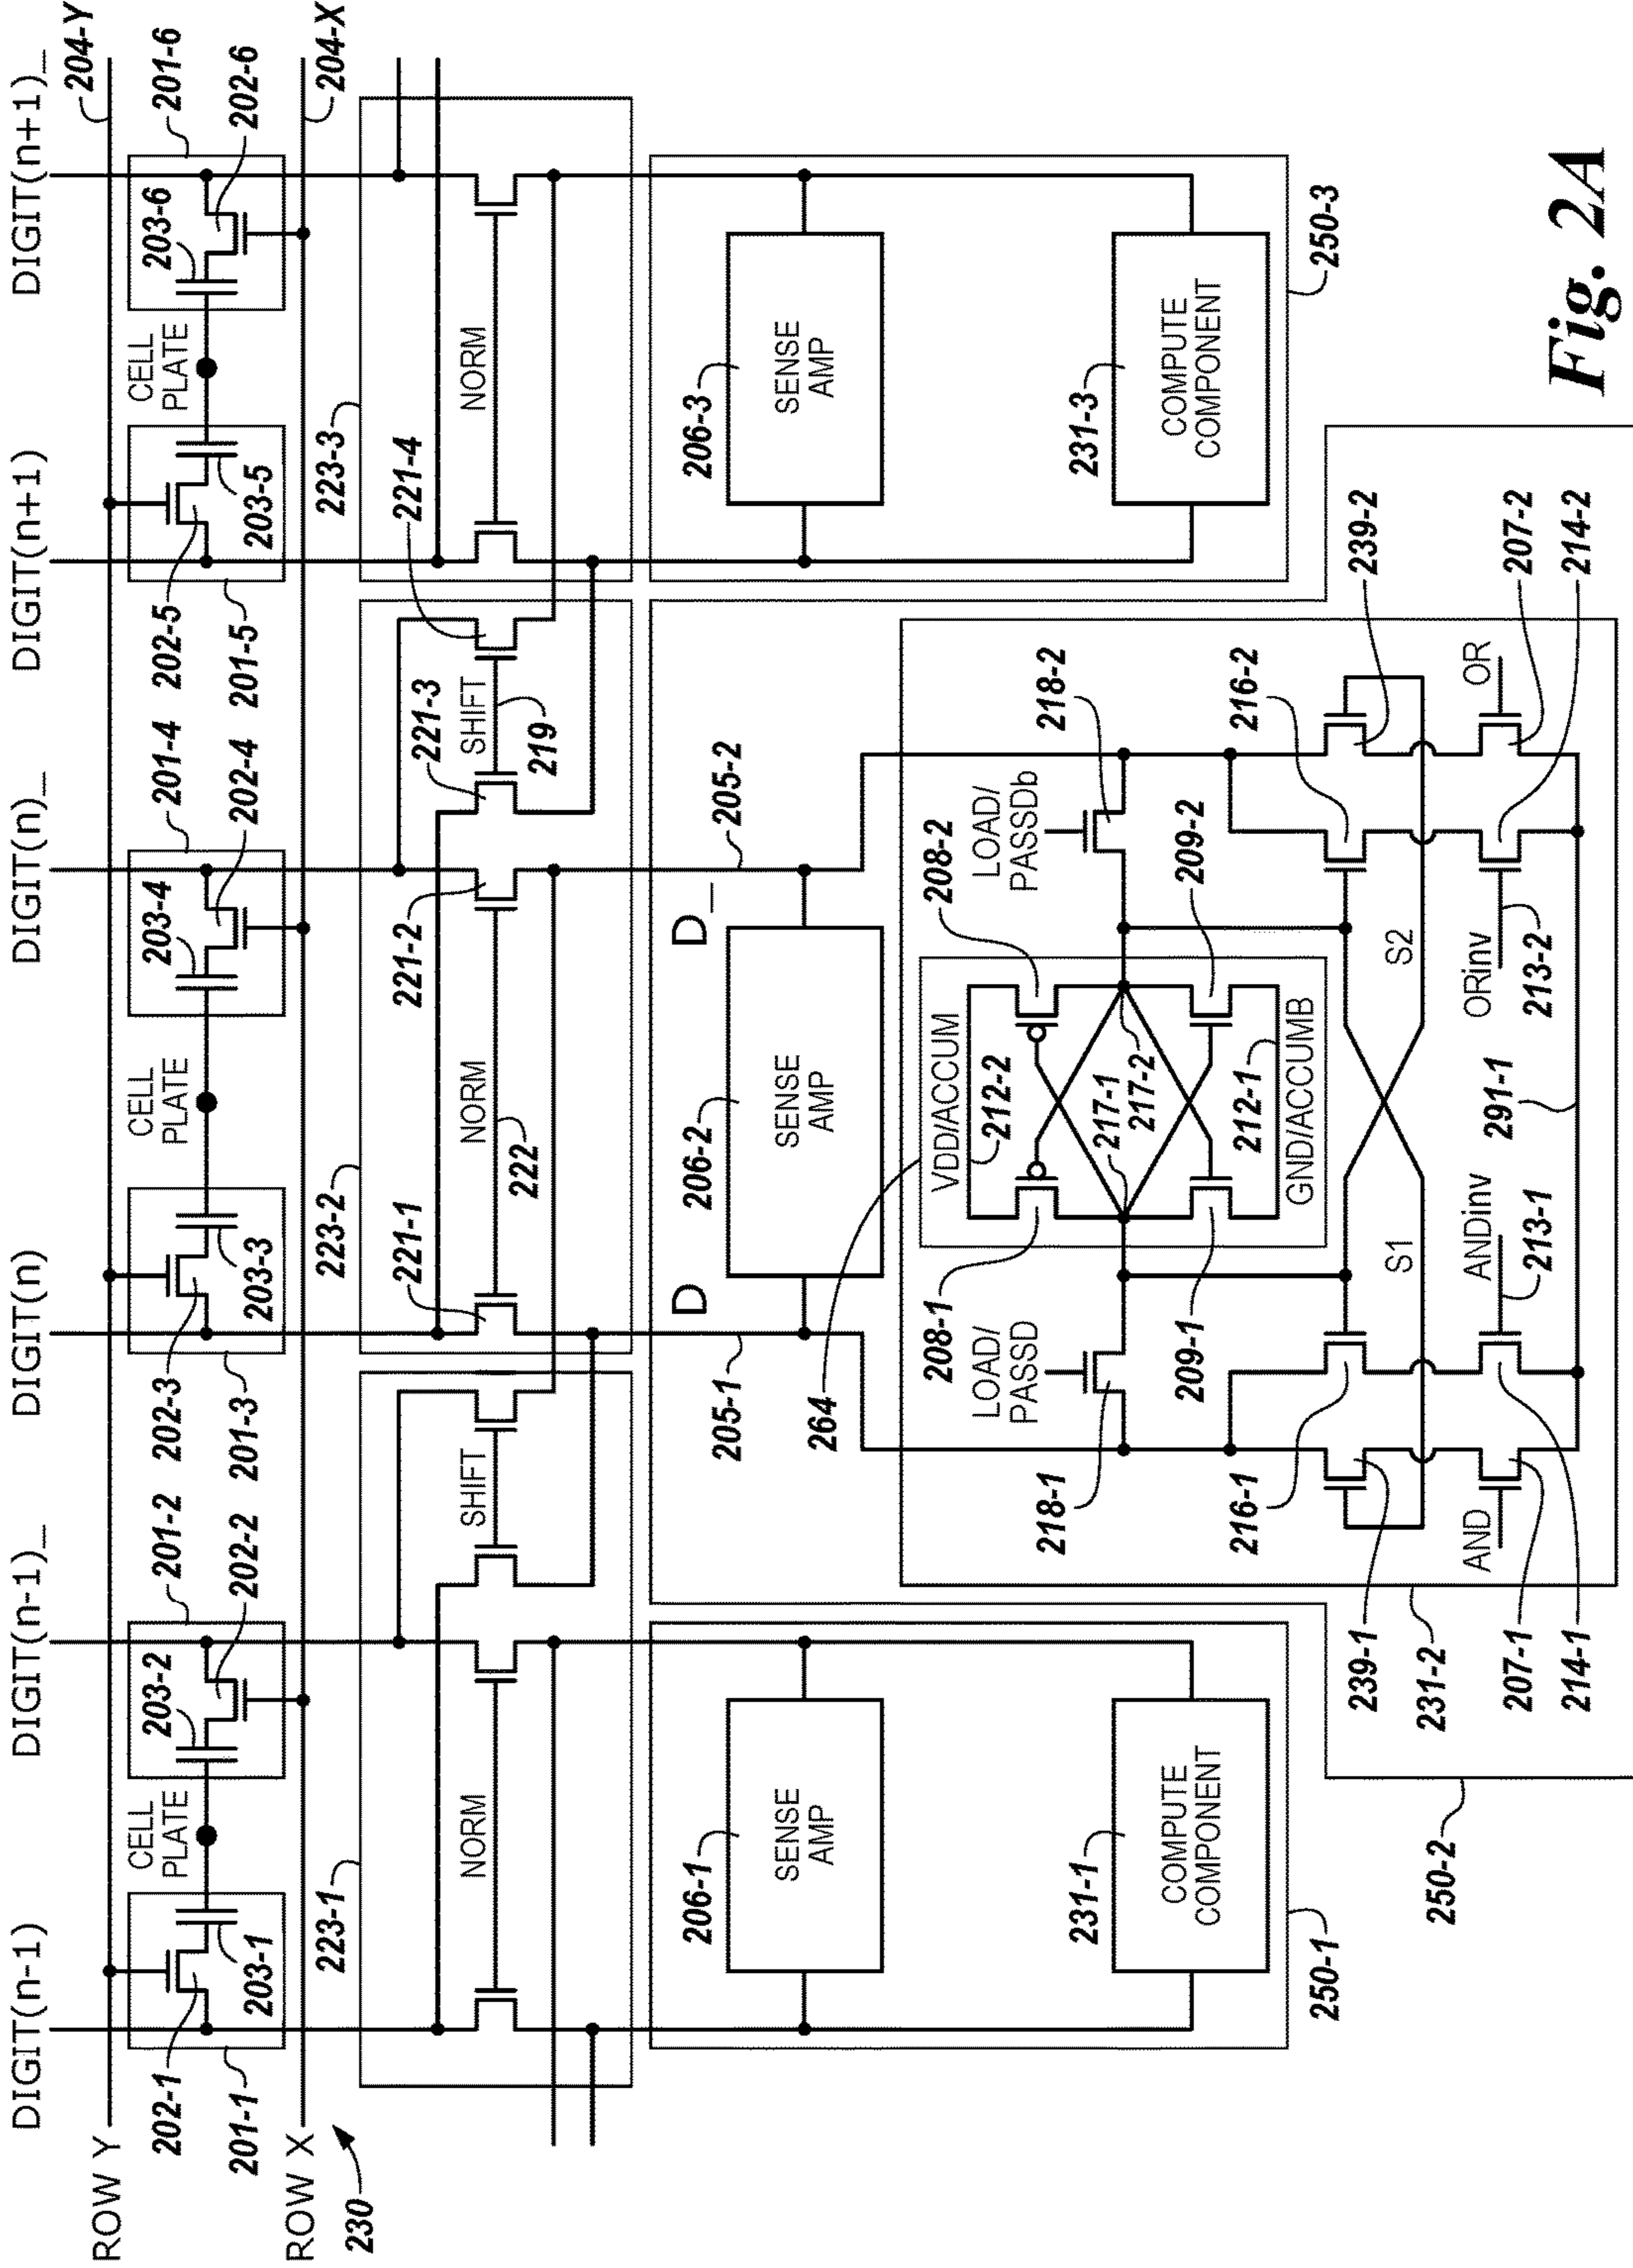 DIGIT(n-1)
DIGIT(n-1)_
DIGIT(n)
DIGIT(n)_
DIGIT(n+1)
DIGIT(n+1)_
ROW Y
204-Y
202-1
201-1
203-1
CELL
PLATE
203-2
201-2
202-2
202-3
201-3
203-3
CELL
PLATE
203-4
201-4
202-4
202-5
201-5
203-5
CELL
PLATE
203-6
201-6
202-6
ROW X
204-X
230
223-1
NORM
SHIFT
223-2
221-1
NORM
222
221-2
221-3
SHIFT
219
221-4
223-3
NORM
206-1
SENSE
AMP
231-1
COMPUTE
COMPONENT
250-1
205-1
D
206-2
SENSE
AMP
D_
205-2
206-3
SENSE
AMP
231-3
COMPUTE
COMPONENT
250-3
264
LOAD/
PASSD
218-1
208-1
209-1
VDD/ACCUM
212-2
217-1
217-2
212-1
GND/ACCUMB
208-2
209-2
LOAD/
PASSDb
218-2
216-1
216-2
239-1
S1
S2
239-2
231-2
250-2
AND
207-1
ANDinv
213-1
214-1
291-1
ORinv
213-2
OR
207-2
214-2
Fig. 2A